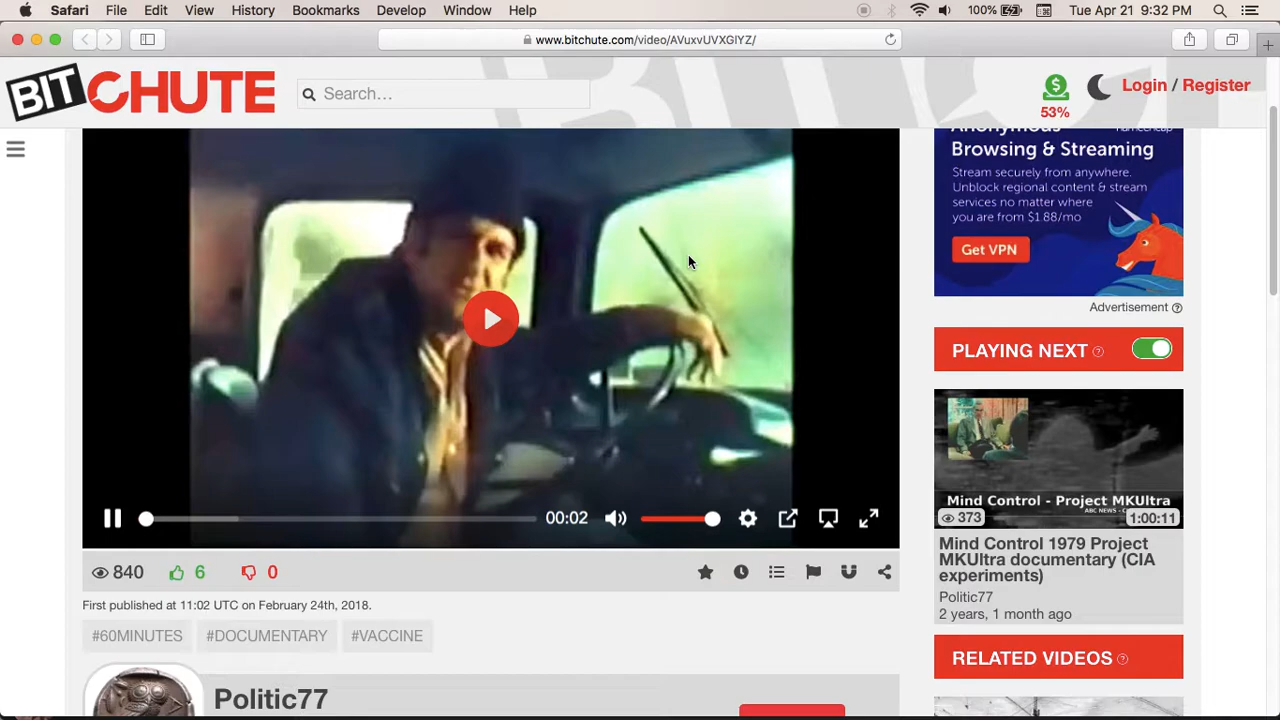 Safari File Edit View History Bookmarks Develop Window Help 100% Tue Apr 21 9:32 PM
www.bitchute.com/video/AVuxvUVXGIYZ/
BITCHUTE Search... 53% Login / Register
Browsing & Streaming
Stream securely from anywhere.
Unblock regional content & stream
services no matter where
you are from $1.88/mo
Get VPN
Advertisement
PLAYING NEXT
Mind Control - Project MKUltra
373 1:00:11
Mind Control 1979 Project
MKUltra documentary (CIA
experiments)
Politic77
2 years, 1 month ago
RELATED VIDEOS
00:02
840 6 0
First published at 11:02 UTC on February 24th, 2018.
#60MINUTES #DOCUMENTARY #VACCINE
Politic77